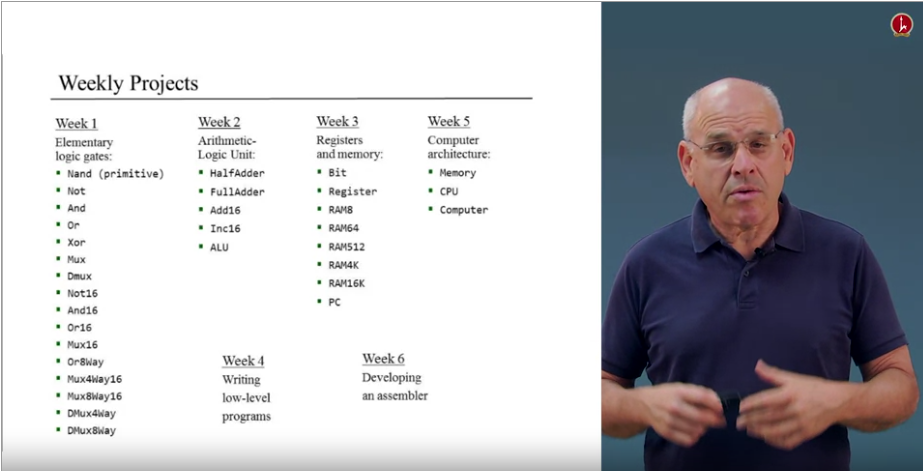 Weekly Projects
Week 1
Elementary
logic gates:
Nand (primitive)
Not
And
Or
Xor
Mux
Dmux
Not16
And16
Or16
Mux16
Or8Way
Mux4Way16
Mux8Way16
DMux4Way
DMux8Way
Week 2
Arithmetic-
Logic Unit:
HalfAdder
FullAdder
Add16
Inc16
ALU
Week 3
Registers
and memory:
Bit
Register
RAM8
RAM64
RAM512
RAM4K
RAM16K
PC
Week 5
Computer
architecture:
Memory
CPU
Computer
Week 4
Writing
low-level
programs
Week 6
Developing
an assembler